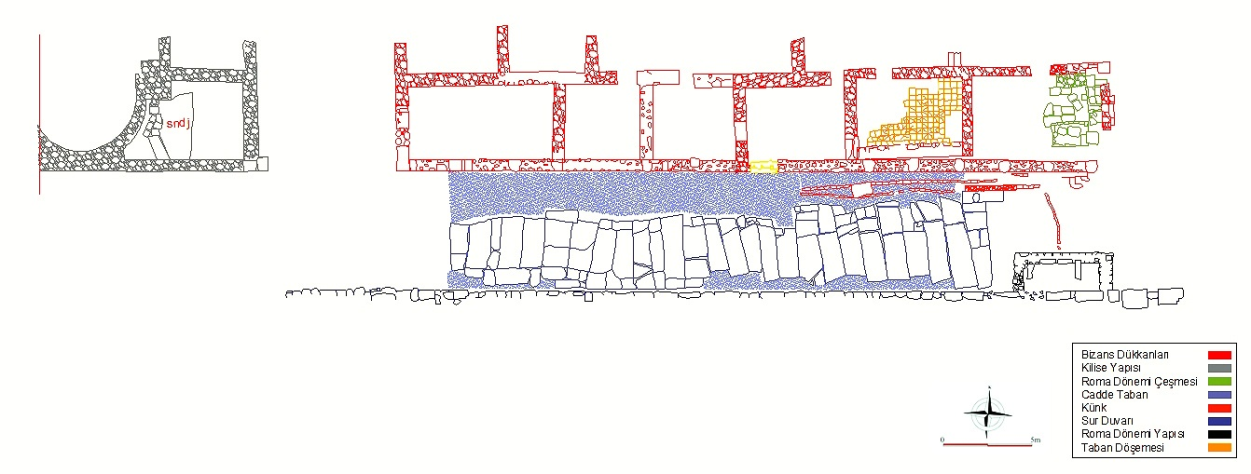 sndj
Bizans Dükkanları
Kilise Yapısı
Roma Dönemi Çeşmesi
Cadde Tabanı
Künk
Sur Duvarı
Roma Dönemi Yapısı
Taban Döşemesi
0 5m